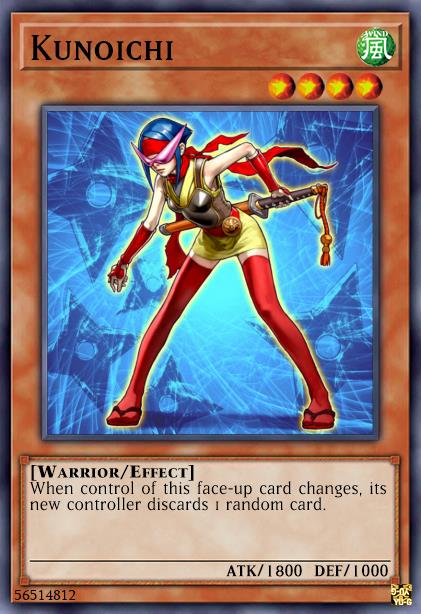 KUNOICHI
WIND
風
[WARRIOR/EFFECT]
When control of this face-up card changes, its
new controller discards 1 random card.
ATK/1800 DEF/1000
56514812